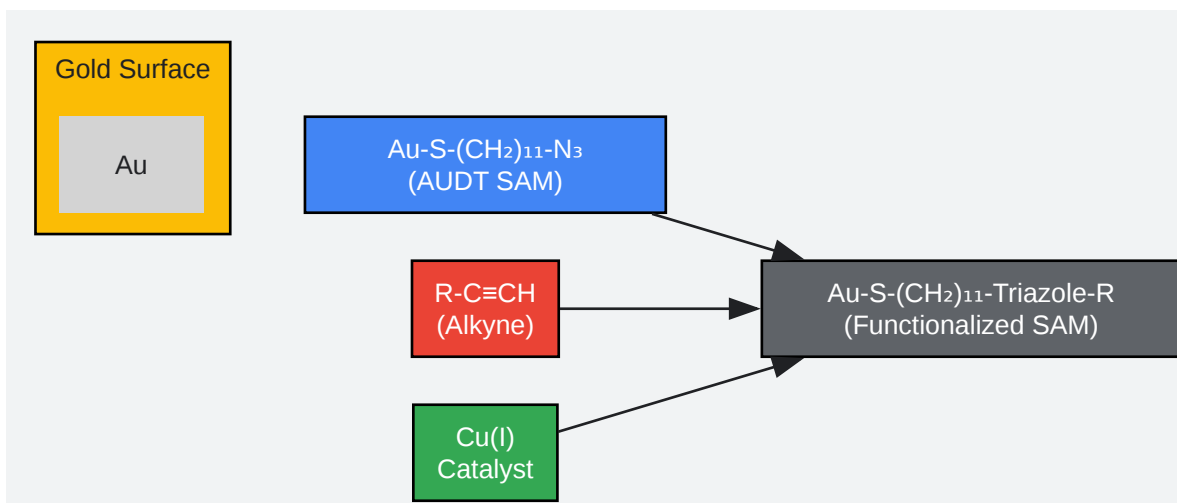 Gold Surface
Au
Au-S-(CH₂)₁₁-N₃
(AUDT SAM)
R-C≡CH
(Alkyne)
Cu(I)
Catalyst
Au-S-(CH₂)₁₁-Triazole-R
(Functionalized SAM)